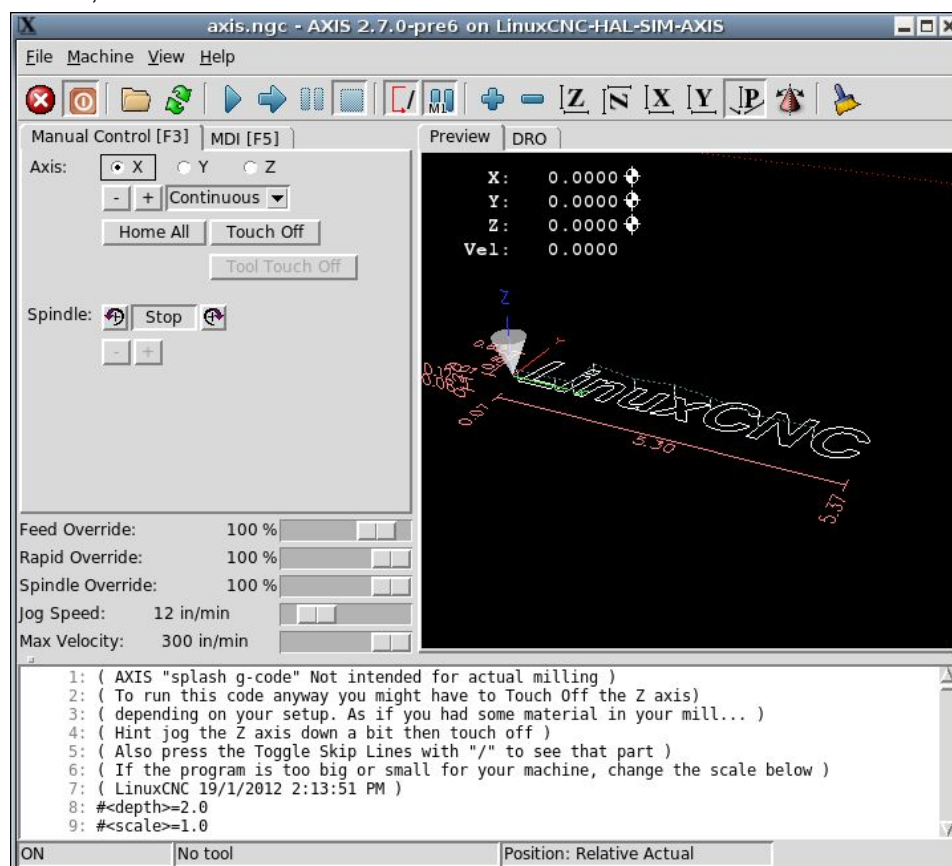 axis.ngc - AXIS 2.7.0-pre6 on LinuxCNC-HAL-SIM-AXIS
File Machine View Help
Z N X Y P
Manual Control [F3] MDI [F5]
Preview DRO
Axis: X Y Z
- + Continuous
Home All Touch Off
Tool Touch Off
Spindle: Stop
- +
X: 0.0000
Y: 0.0000
Z: 0.0000
Vel: 0.0000
Z
Y
LinuxCNC
0.07
5.30
5.37
Feed Override: 100 %
Rapid Override: 100 %
Spindle Override: 100 %
Jog Speed: 12 in/min
Max Velocity: 300 in/min
1: ( AXIS "splash g-code" Not intended for actual milling )
2: ( To run this code anyway you might have to Touch Off the Z axis)
3: ( depending on your setup. As if you had some material in your mill... )
4: ( Hint jog the Z axis down a bit then touch off )
5: ( Also press the Toggle Skip Lines with "/" to see that part )
6: ( If the program is too big or small for your machine, change the scale below )
7: ( LinuxCNC 19/1/2012 2:13:51 PM )
8: #<depth>=2.0
9: #<scale>=1.0
ON No tool Position: Relative Actual